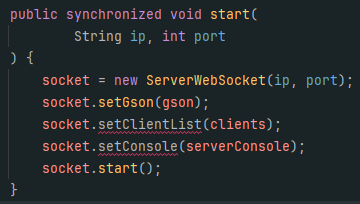 public synchronized void start(
String ip, int port
) {
socket = new ServerWebSocket(ip, port);
socket.setGson(gson);
socket.setClientList(clients);
socket.setConsole(serverConsole);
socket.start();
}